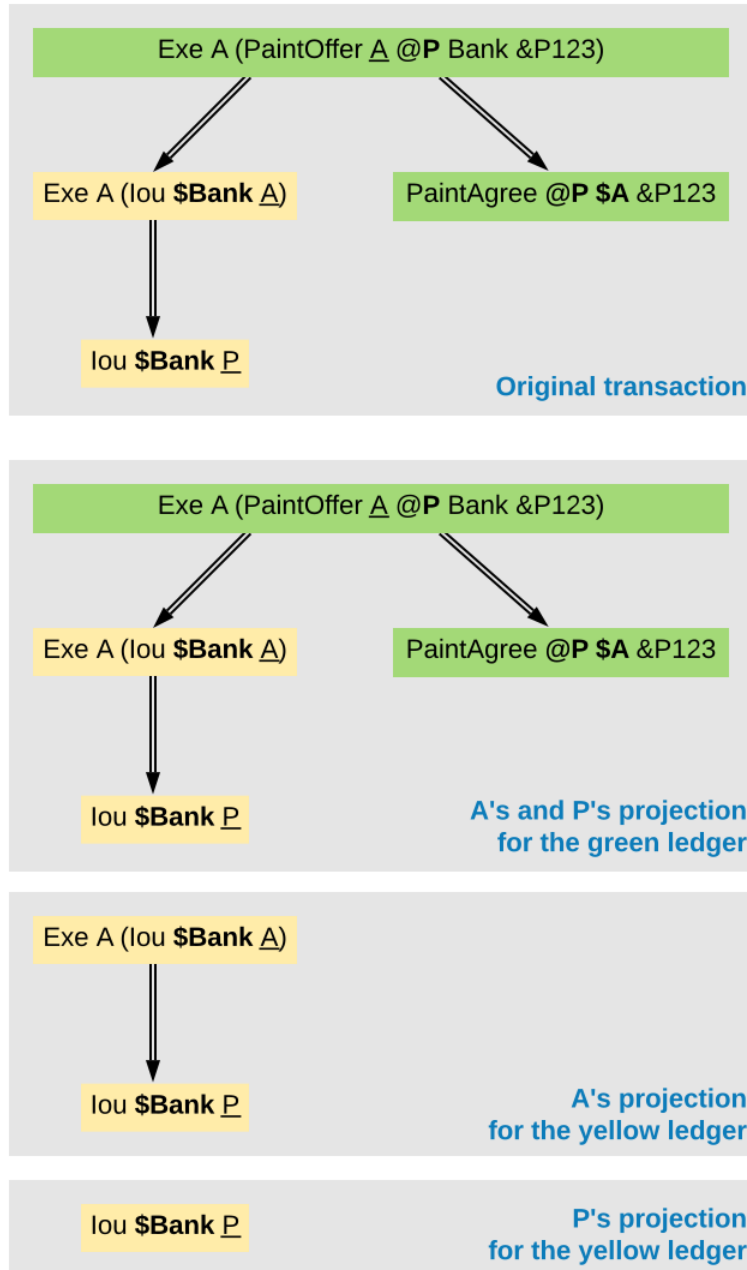 Exe A (PaintOffer A @P Bank &P123)
Exe A (Iou $Bank A)
PaintAgree @P $A &P123
Iou $Bank P
Original transaction
Exe A (PaintOffer A @P Bank &P123)
Exe A (Iou $Bank A)
PaintAgree @P $A &P123
Iou $Bank P
A's and P's projection
for the green ledger
Exe A (Iou $Bank A)
Iou $Bank P
A's projection
for the yellow ledger
Iou $Bank P
P's projection
for the yellow ledger